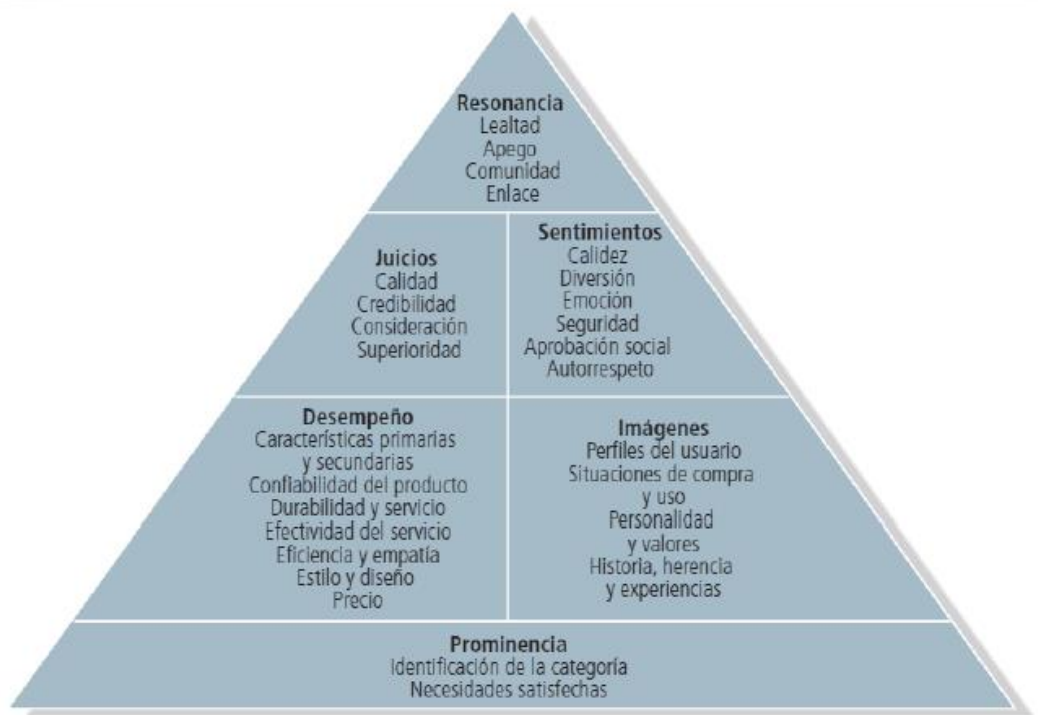 Resonancia
Lealtad
Apego
Comunidad
Enlace
Juicios
Calidad
Credibilidad
Consideración
Superioridad
Sentimientos
Calidez
Diversión
Emoción
Seguridad
Aprobación social
Autorrespeto
Desempeño
Características primarias
y secundarias
Confiabilidad del producto
Durabilidad y servicio
Efectividad del servicio
Eficiencia y empatía
Estilo y diseño
Precio
Imágenes
Perfiles del usuario
Situaciones de compra
y uso
Personalidad
y valores
Historia, herencia
y experiencias
Prominencia
Identificación de la categoría
Necesidades satisfechas